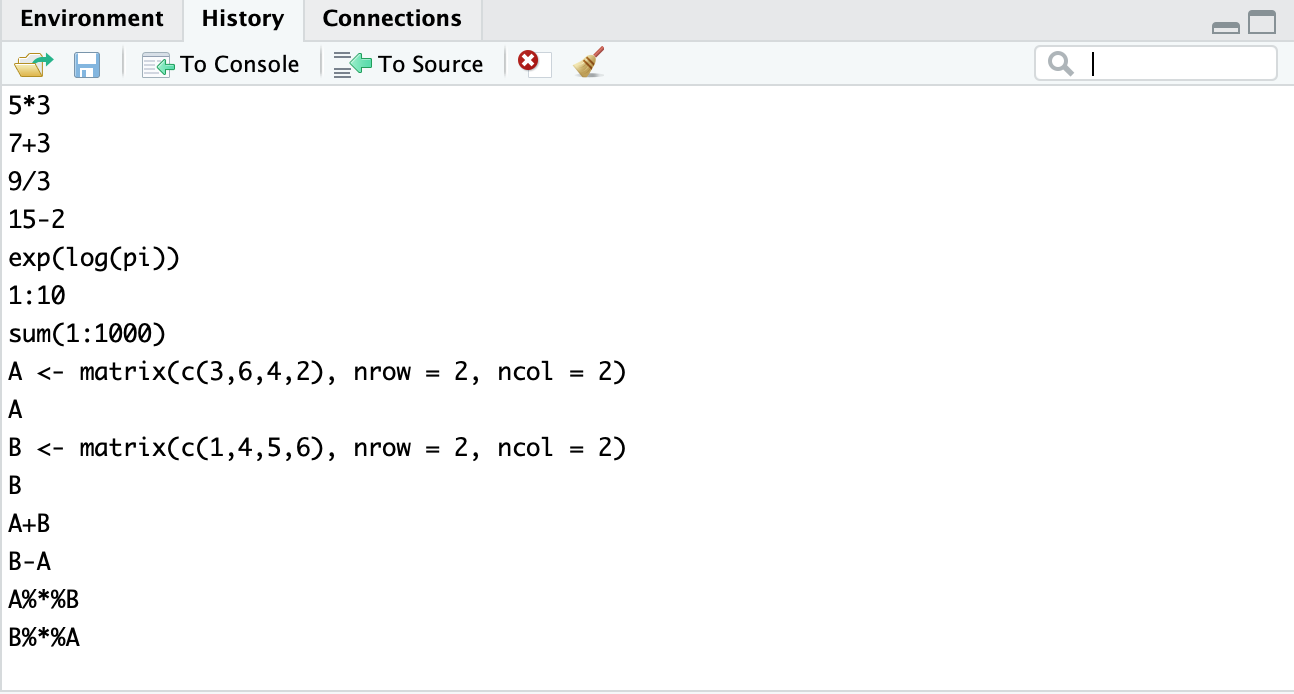 Environment History Connections
To Console To Source
5*3
7+3
9/3
15-2
exp(log(pi))
1:10
sum(1:1000)
A <- matrix(c(3,6,4,2), nrow = 2, ncol = 2)
A
B <- matrix(c(1,4,5,6), nrow = 2, ncol = 2)
B
A+B
B-A
A%*%B
B%*%A